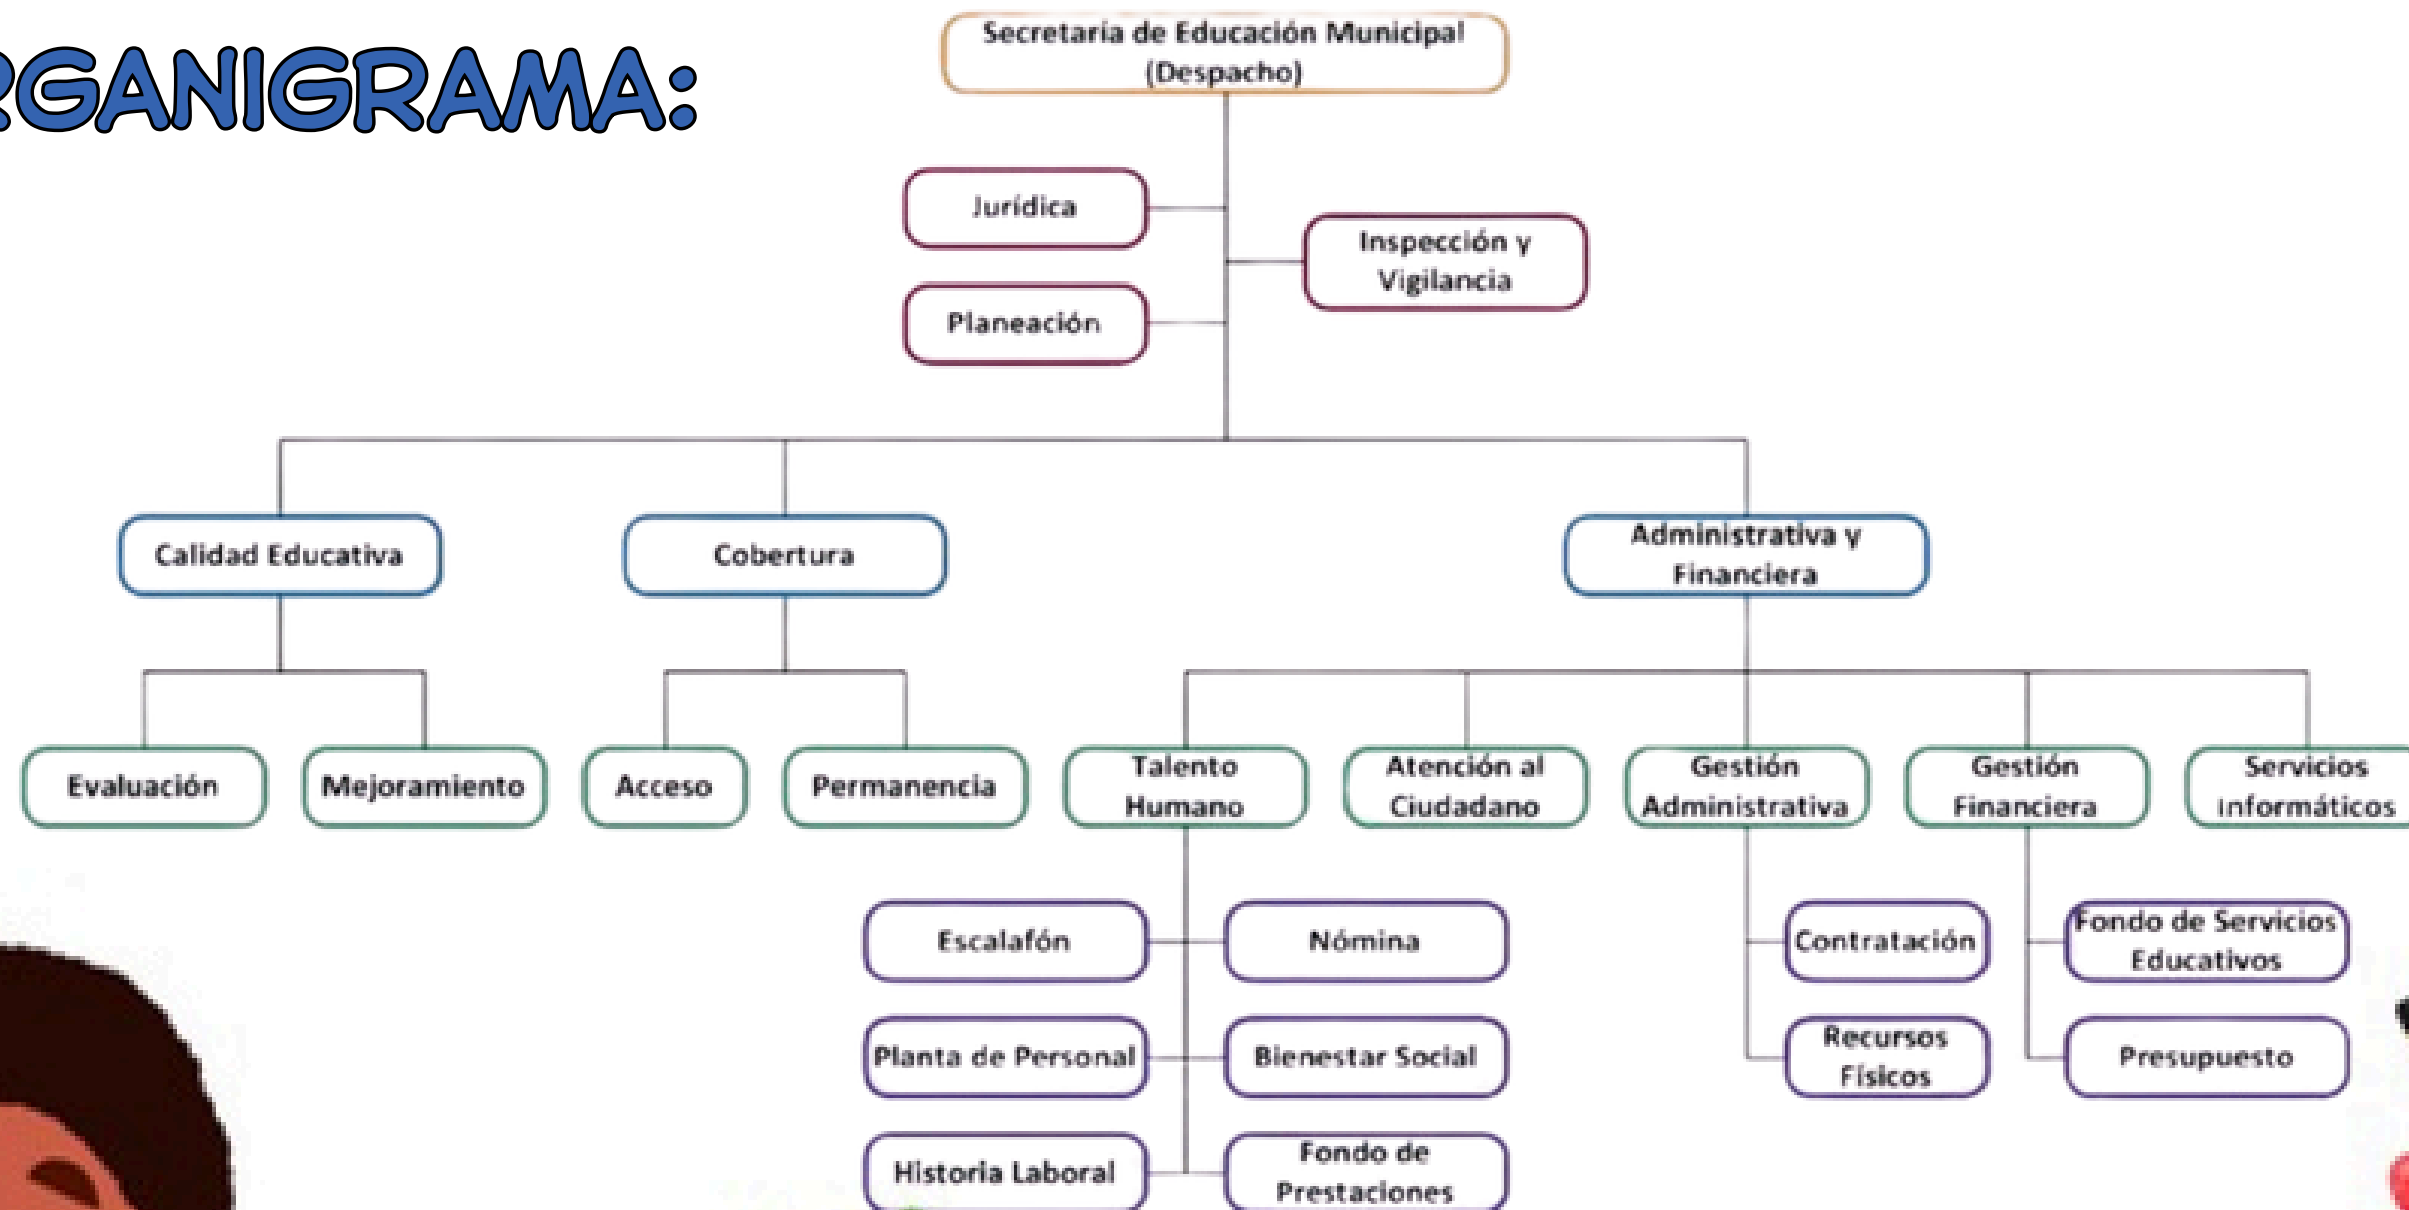 RGANIGRAMA:
Secretaría de Educación Municipal
(Despacho)
Jurídica
Inspección y
Vigilancia
Planeación
Calidad Educativa
Cobertura
Administrativa y
Financiera
Evaluación
Mejoramiento
Acceso
Permanencia
Talento
Humano
Atención al
Ciudadano
Gestión
Administrativa
Gestión
Financiera
Servicios
Informáticos
Escalafón
Nómina
Contratación
Fondo de Servicios
Educativos
Planta de Personal
Bienestar Social
Recursos
Físicos
Presupuesto
Historia Laboral
Fondo de
Prestaciones